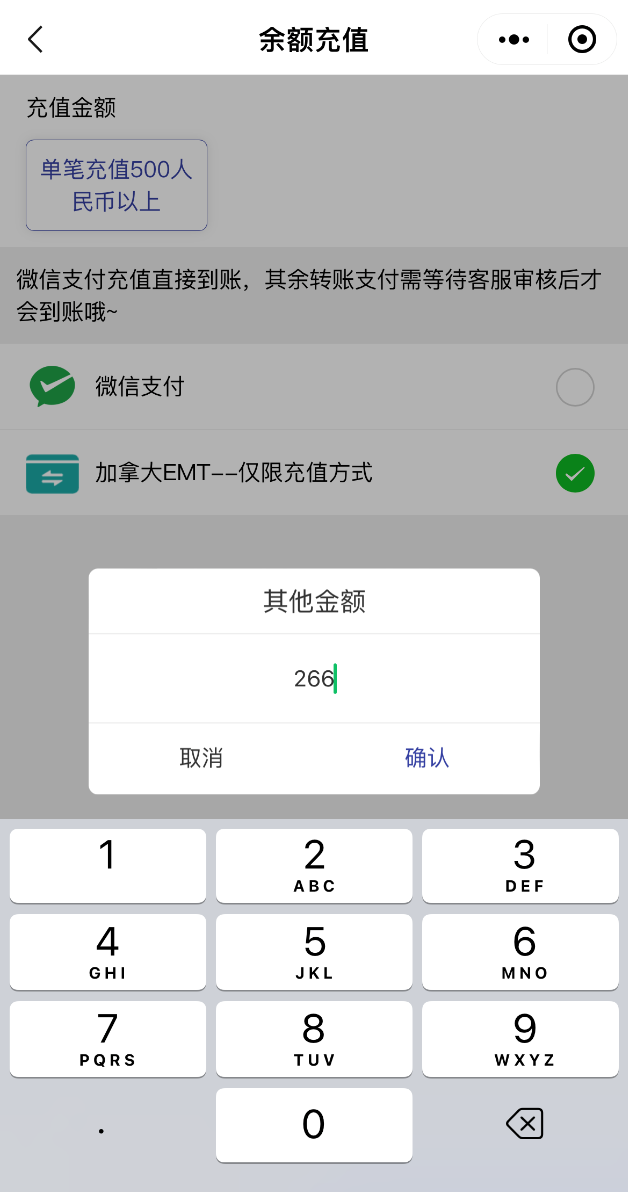 余额充值
充值金额
单笔充值500人
民币以上
微信支付充值直接到账，其余转账支付需等待客服审核后才
会到账哦~
微信支付
加拿大EMT--仅限充值方式
其他金额
266
取消 确认
1 2 3
ABC DEF
4 5 6
GHI JKL MNO
7 8 9
PQRS TUV WXYZ
. 0